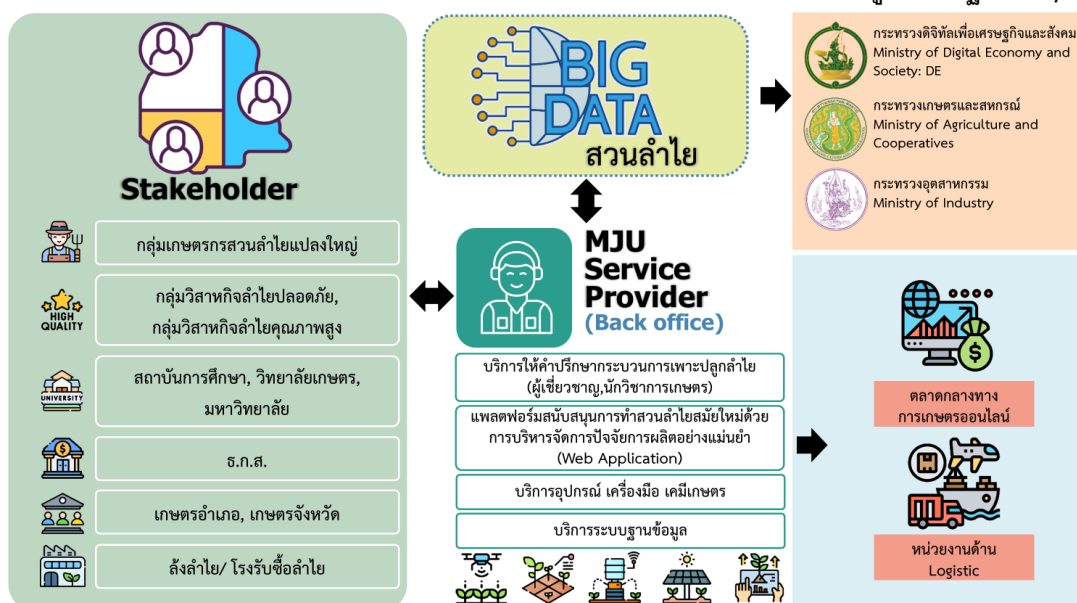 Stakeholder
กลุ่มเกษตรกรสวนลำไยแปลงใหญ่
HIGH
QUALITY
กลุ่มวิสาหกิจลำไยปลอดภัย,
กลุ่มวิสาหกิจลำไยคุณภาพสูง
UNIVERSITY
สถาบันการศึกษา, วิทยาลัยเกษตร,
มหาวิทยาลัย
ธ.ก.ส.
เกษตรอำเภอ, เกษตรจังหวัด
ล้งลำไย/ โรงรับซื้อลำไย
BIG
DATA
สวนลำไย
MJU
Service
Provider
(Back office)
บริการให้คำปรึกษากระบวนการเพาะปลูกลำไย
(ผู้เชี่ยวชาญ,นักวิชาการเกษตร)
แพลตฟอร์มสนับสนุนการทำสวนลำไยสมัยใหม่ด้วย
การบริหารจัดการปัจจัยการผลิตอย่างแม่นยำ
(Web Application)
บริการอุปกรณ์ เครื่องมือ เคมีเกษตร
บริการระบบฐานข้อมูล
กระทรวงดิจิทัลเพื่อเศรษฐกิจและสังคม
Ministry of Digital Economy and
Society: DE
กระทรวงเกษตรและสหกรณ์
Ministry of Agriculture and
Cooperatives
กระทรวงอุตสาหกรรม
Ministry of Industry
ตลาดกลางทาง
การเกษตรออนไลน์
หน่วยงานด้าน
Logistic